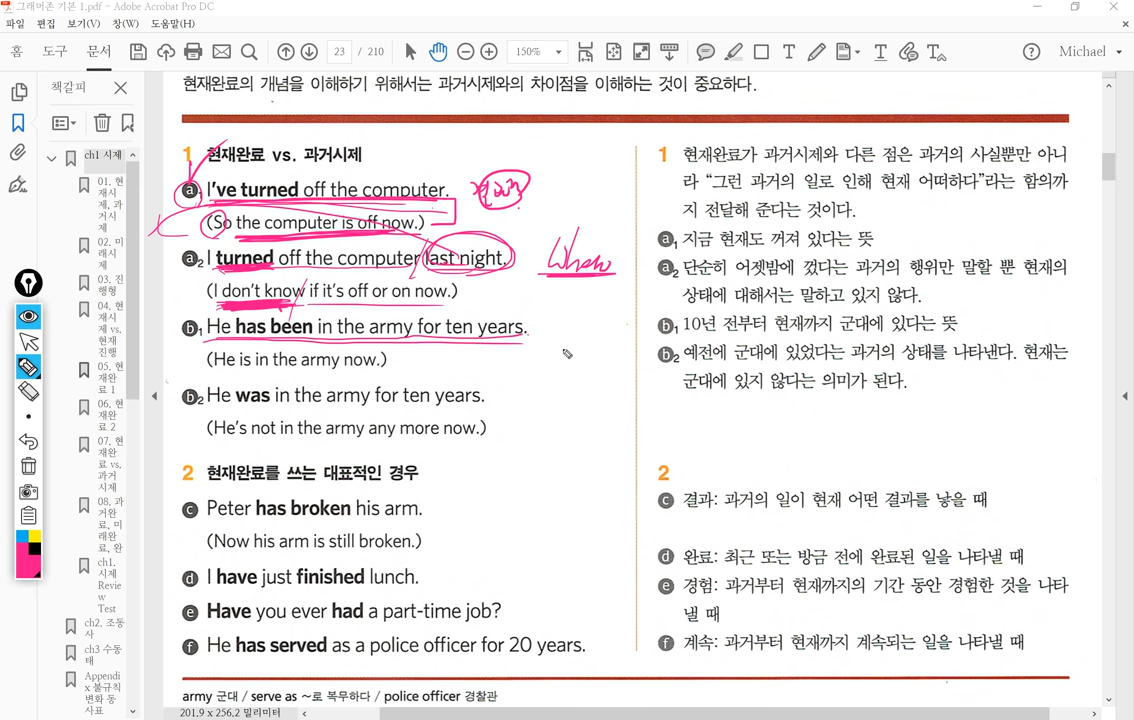 그래머존 기본 1.pdf - Adobe Acrobat Pro DC
파일 편집 보기(V) 창(W) 도움말(H)
홈 도구 문서 23 / 210 150% Michael
현재완료의 개념을 이해하기 위해서는 과거시제와의 차이점을 이해하는 것이 중요하다.
책갈피
ch1 시제
01. 현재시제, 과거시제
02. 미래시제
03. 진행형
04. 현재시제 vs. 현재진행
05. 현재완료 1
06. 현재완료 2
07. 현재완료 vs. 과거시제
08. 과거완료, 미래완료, 완
ch1. 시제 Review Test
ch2. 조동사
ch3 수동태
Appendix 불규칙 변화 동사표
1 현재완료 vs. 과거시제
a1 I've turned off the computer.
(So the computer is off now.)
a2 I turned off the computer last night.
When
(I don't know if it's off or on now.)
b1 He has been in the army for ten years.
(He is in the army now.)
b2 He was in the army for ten years.
(He's not in the army any more now.)
2 현재완료를 쓰는 대표적인 경우
c Peter has broken his arm.
(Now his arm is still broken.)
d I have just finished lunch.
e Have you ever had a part-time job?
f He has served as a police officer for 20 years.
1 현재완료가 과거시제와 다른 점은 과거의 사실뿐만 아니
라 “그런 과거의 일로 인해 현재 어떠하다”라는 함의까
지 전달해 준다는 것이다.
a1 지금 현재도 꺼져 있다는 뜻
a2 단순히 어젯밤에 껐다는 과거의 행위만 말할 뿐 현재의
상태에 대해서는 말하고 있지 않다.
b1 10년 전부터 현재까지 군대에 있다는 뜻
b2 예전에 군대에 있었다는 과거의 상태를 나타낸다. 현재는
군대에 있지 않다는 의미가 된다.
2
c 결과: 과거의 일이 현재 어떤 결과를 낳을 때
d 완료: 최근 또는 방금 전에 완료된 일을 나타낼 때
e 경험: 과거부터 현재까지의 기간 동안 경험한 것을 나타
낼 때
f 계속: 과거부터 현재까지 계속되는 일을 나타낼 때
army 군대 / serve as ~로 복무하다 / police officer 경찰관
201.9 x 256.2 밀리미터